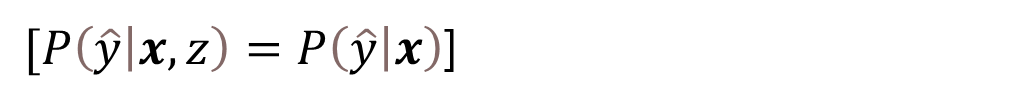 [P(ŷ|x, z) = P(ŷ|x)]